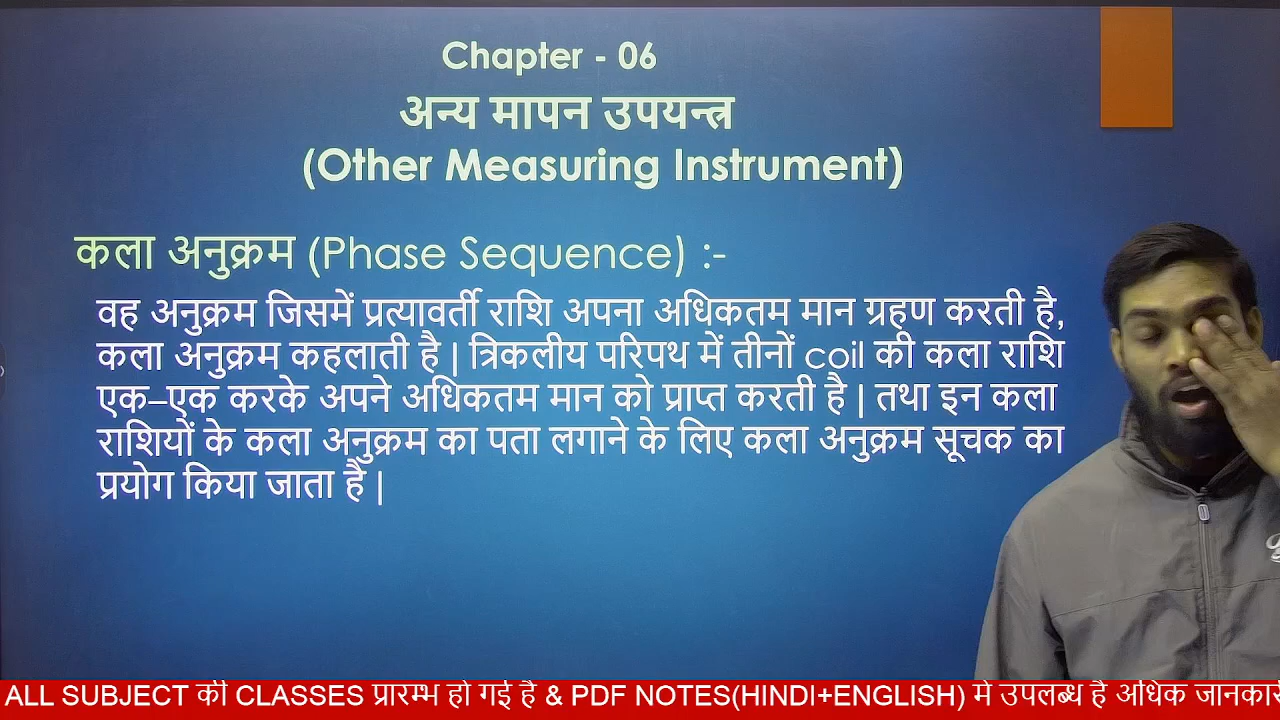 Chapter - 06
अन्य मापन उपयन्त्र
(Other Measuring Instrument)
कला अनुक्रम (Phase Sequence) :-
वह अनुक्रम जिसमें प्रत्यावर्ती राशि अपना अधिकतम मान ग्रहण करती है,
कला अनुक्रम कहलाती है | त्रिकलीय परिपथ में तीनों coil की कला राशि
एक–एक करके अपने अधिकतम मान को प्राप्त करती है | तथा इन कला
राशियों के कला अनुक्रम का पता लगाने के लिए कला अनुक्रम सूचक का
प्रयोग किया जाता है |
ALL SUBJECT की CLASSES प्रारम्भ हो गई है & PDF NOTES(HINDI+ENGLISH) में उपलब्ध है अधिक